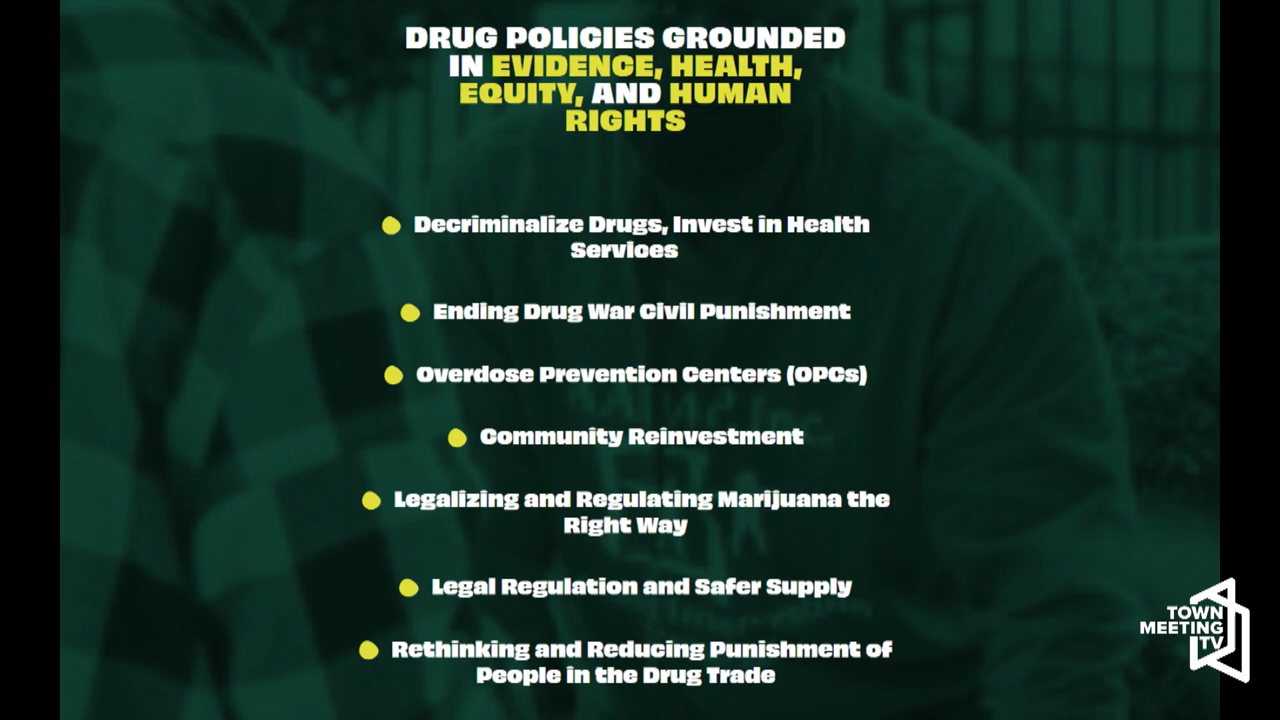 DRUG POLICIES GROUNDED
IN EVIDENCE, HEALTH,
EQUITY, AND HUMAN
RIGHTS
Decriminalize Drugs, Invest in Health
Services
Ending Drug War Civil Punishment
Overdose Prevention Centers (OPCs)
Community Reinvestment
Legalizing and Regulating Marijuana the
Right Way
Legal Regulation and Safer Supply
Rethinking and Reducing Punishment of
People in the Drug Trade
TOWN
MEETING
TV